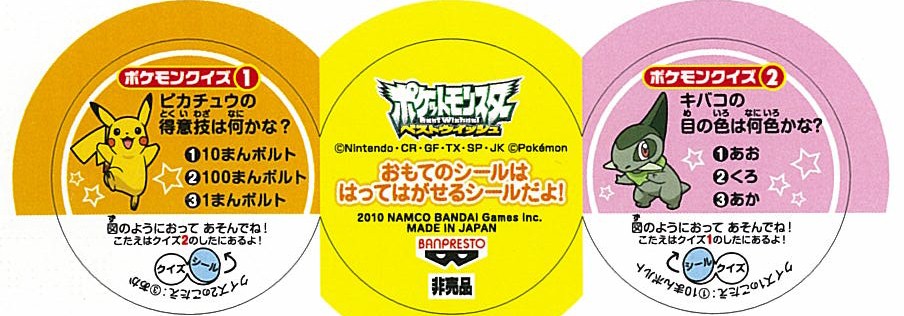 ポケモンクイズ1
ピカチュウの
とくい わざ なに
得意技は何かな?
❶10まんボルト
❷100まんボルト
❸1まんボルト
ず
図のようにおって あそんでね!
こたえはクイズ2のしたにあるよ!
クイズ
シール
クイズ2のこたえ:③あか
ポケットモンスター
Best Wishes!
ベストウイッシュ
©Nintendo・CR・GF・TX・SP・JK ©Pokémon
おもてのシールは
はってはがせるシールだよ!
2010 NAMCO BANDAI Games Inc.
MADE IN JAPAN
BANPRESTO
非売品
ポケモンクイズ2
キバゴの
め いろ なにいろ
目の色は何色かな?
❶あお
❷くろ
❸あか
ず
図のようにおって あそんでね!
こたえはクイズ1のしたにあるよ!
シール
クイズ
クイズ1のこたえ:①10まんボルト